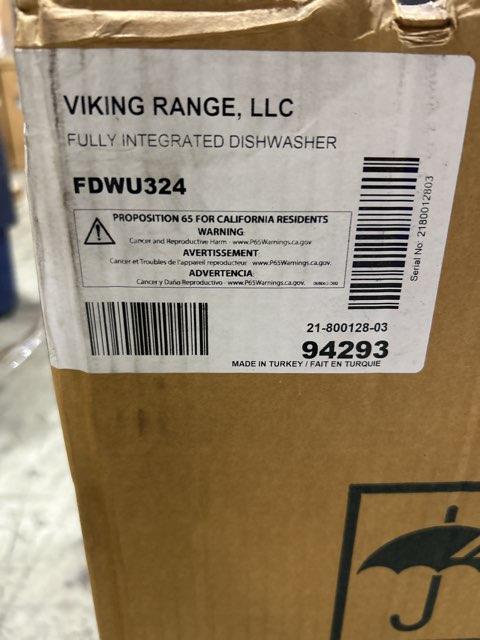 VIKING RANGE, LLC
FULLY INTEGRATED DISHWASHER
FDWU324
PROPOSITION 65 FOR CALIFORNIA RESIDENTS
WARNING:
Cancer and Reproductive Harm - www.P65Warnings.ca.gov
AVERTISSEMENT:
Cancer et Troubles de l'appareil reproducteur - www.P65Warnings.ca.gov.
ADVERTENCIA:
Cancer y Daño Reproductivo - www.P65Warnings.ca.gov.
Serial No: 2180012803
21-800128-03
94293
MADE IN TURKEY / FAIT EN TURQUIE